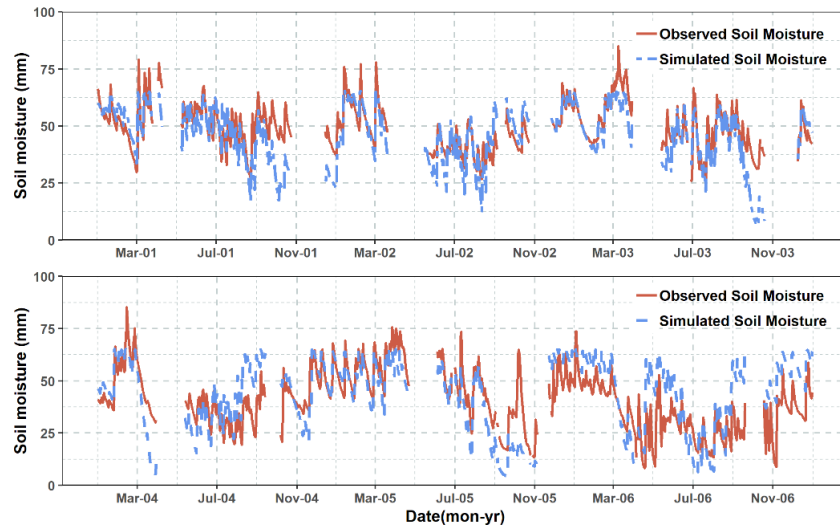 Observed Soil Moisture
Simulated Soil Moisture
Soil moisture (mm)
100
75
50
25
0
Mar-01 Jul-01 Nov-01 Mar-02 Jul-02 Nov-02 Mar-03 Jul-03 Nov-03
Observed Soil Moisture
Simulated Soil Moisture
Soil moisture (mm)
100
75
50
25
0
Mar-04 Jul-04 Nov-04 Mar-05 Jul-05 Nov-05 Mar-06 Jul-06 Nov-06
Date(mon-yr)